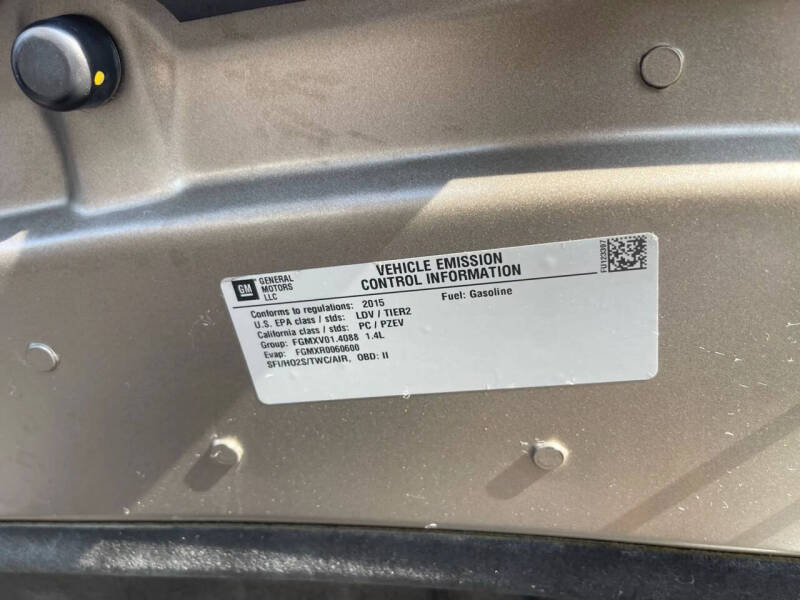 GM
GENERAL
MOTORS
LLC
VEHICLE EMISSION
CONTROL INFORMATION
Conforms to regulations: 2015 Fuel: Gasoline
U.S. EPA class / stds: LDV / TIER2
California class / stds: PC / PZEV
Group: FGMXV01.4088 1.4L
Evap: FGMXR0060600
SFI/HO2S/TWC/AIR, OBD: II
FU123397